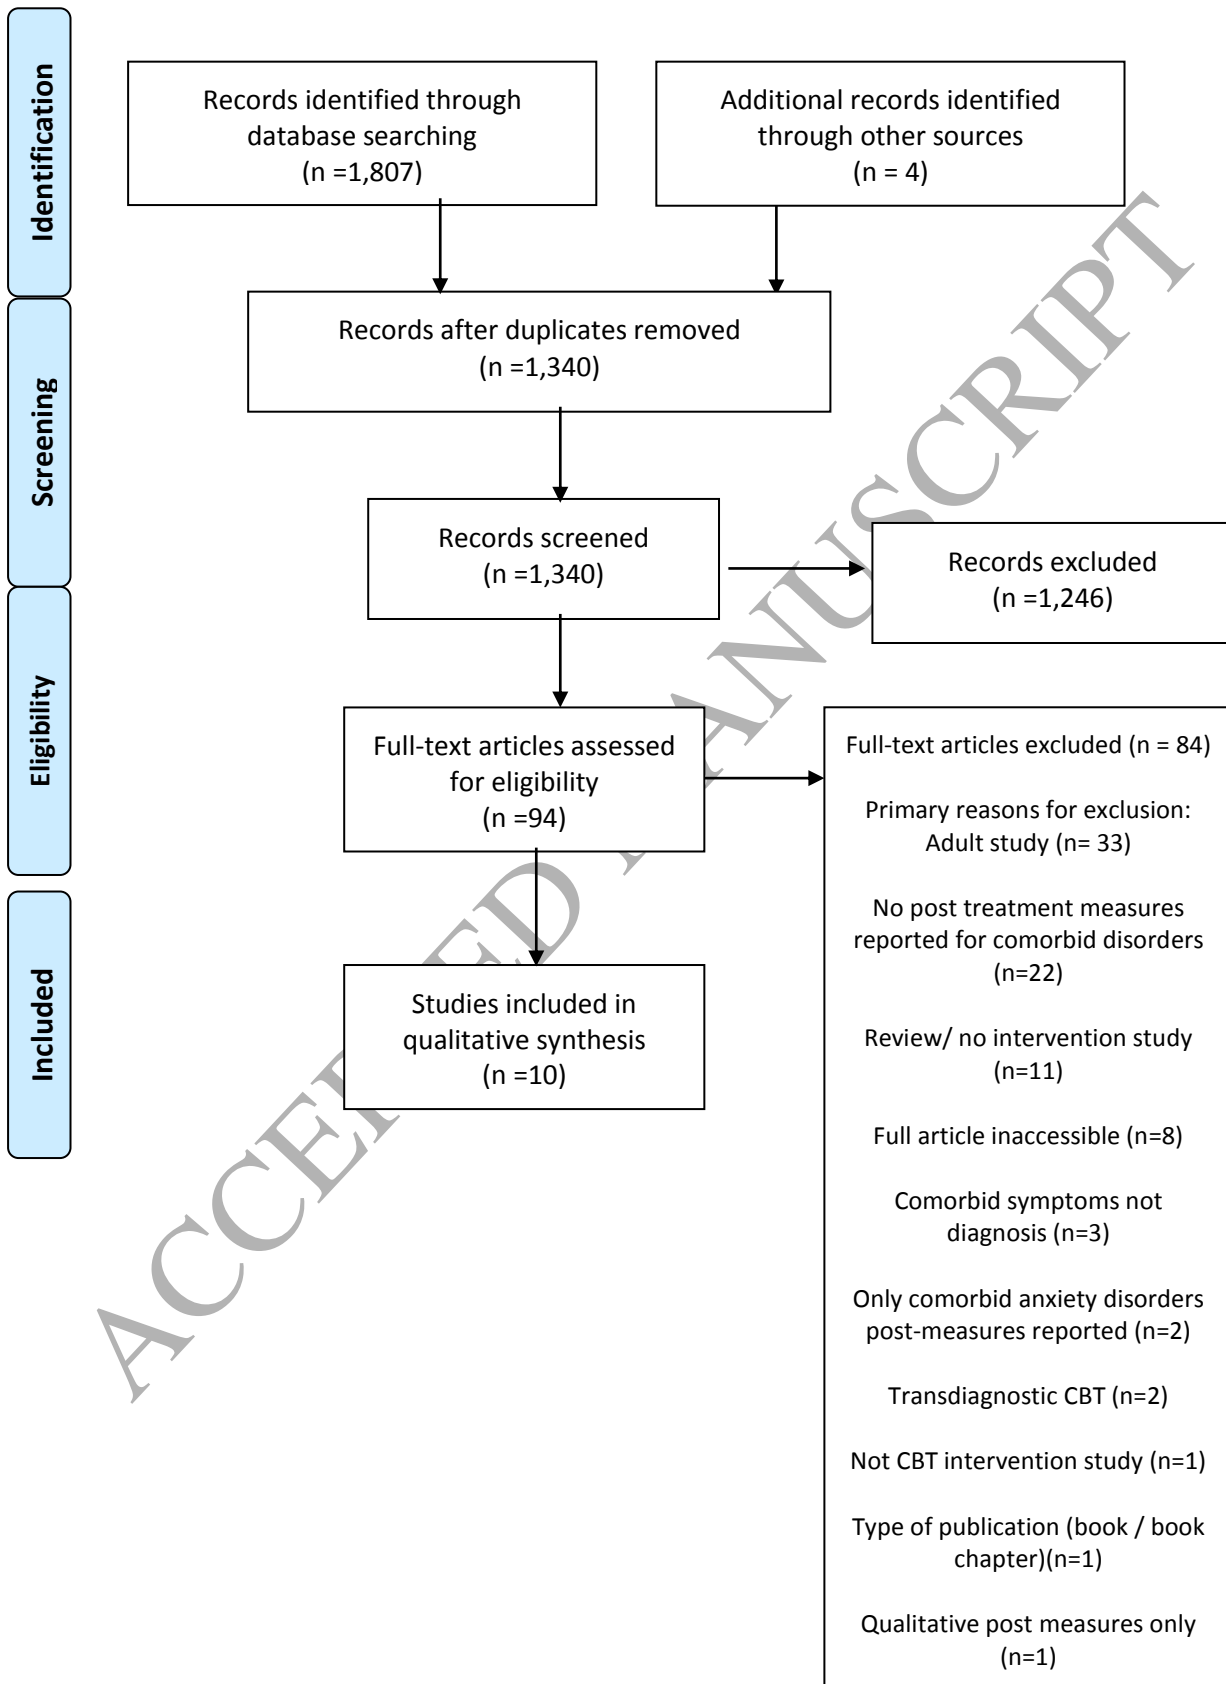 Identification
Records identified through
database searching
(n =1,807)
Additional records identified
through other sources
(n = 4)
Screening
Records after duplicates removed
(n =1,340)
Records screened
(n =1,340)
Records excluded
(n =1,246)
Eligibility
Full-text articles assessed
for eligibility
(n =94)
Full-text articles excluded (n = 84)
Primary reasons for exclusion:
Adult study (n= 33)
No post treatment measures
reported for comorbid disorders
(n=22)
Review/ no intervention study
(n=11)
Full article inaccessible (n=8)
Comorbid symptoms not
diagnosis (n=3)
Only comorbid anxiety disorders
post-measures reported (n=2)
Transdiagnostic CBT (n=2)
Not CBT intervention study (n=1)
Type of publication (book / book
chapter)(n=1)
Qualitative post measures only
(n=1)
Included
Studies included in
qualitative synthesis
(n =10)
ACCEPTED MANUSCRIPT